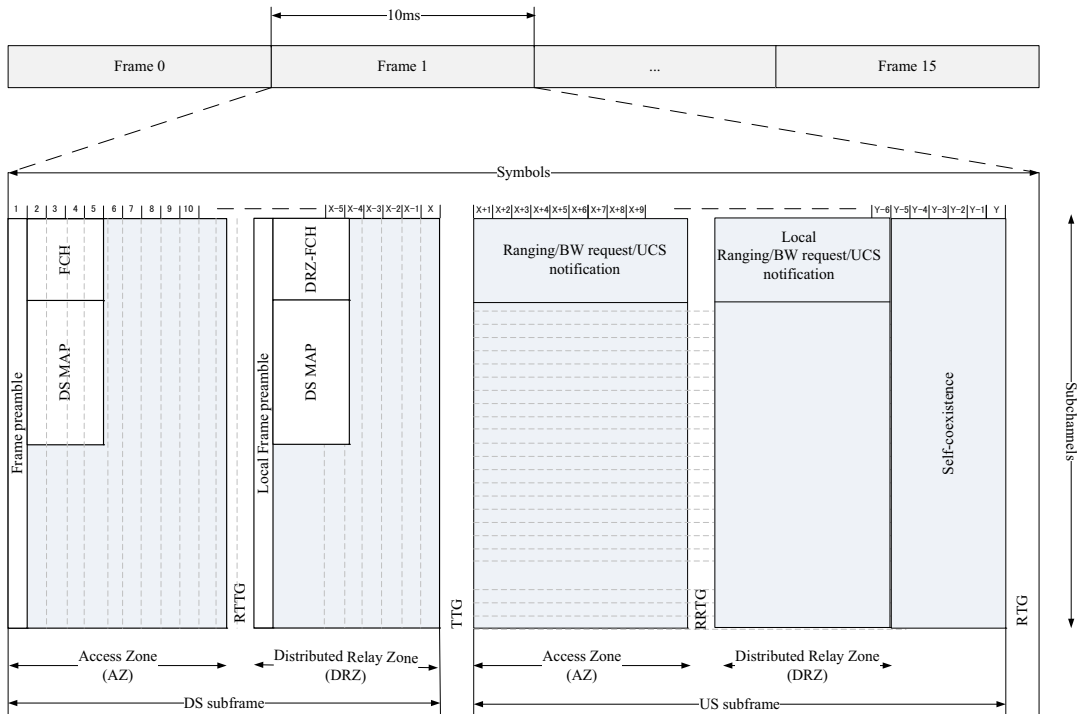 10ms
Frame 0
Frame 1
...
Frame 15
Symbols
1 2 3 4 5 6 7 8 9 10 X-5 X-4 X-3 X-2 X-1 X X+1 X+2 X+3 X+4 X+5 X+6 X+7 X+8 X+9 Y-6 Y-5 Y-4 Y-3 Y-2 Y-1 Y
Frame preamble
FCH
DS MAP
RTTG
Local Frame preamble
DRZ-FCH
DS MAP
TTG
Ranging/BW request/UCS
notification
RRTG
Local
Ranging/BW request/UCS
notification
Self-coexistence
RTG
Subchannels
Access Zone
(AZ)
Distributed Relay Zone
(DRZ)
Access Zone
(AZ)
Distributed Relay Zone
(DRZ)
DS subframe
US subframe